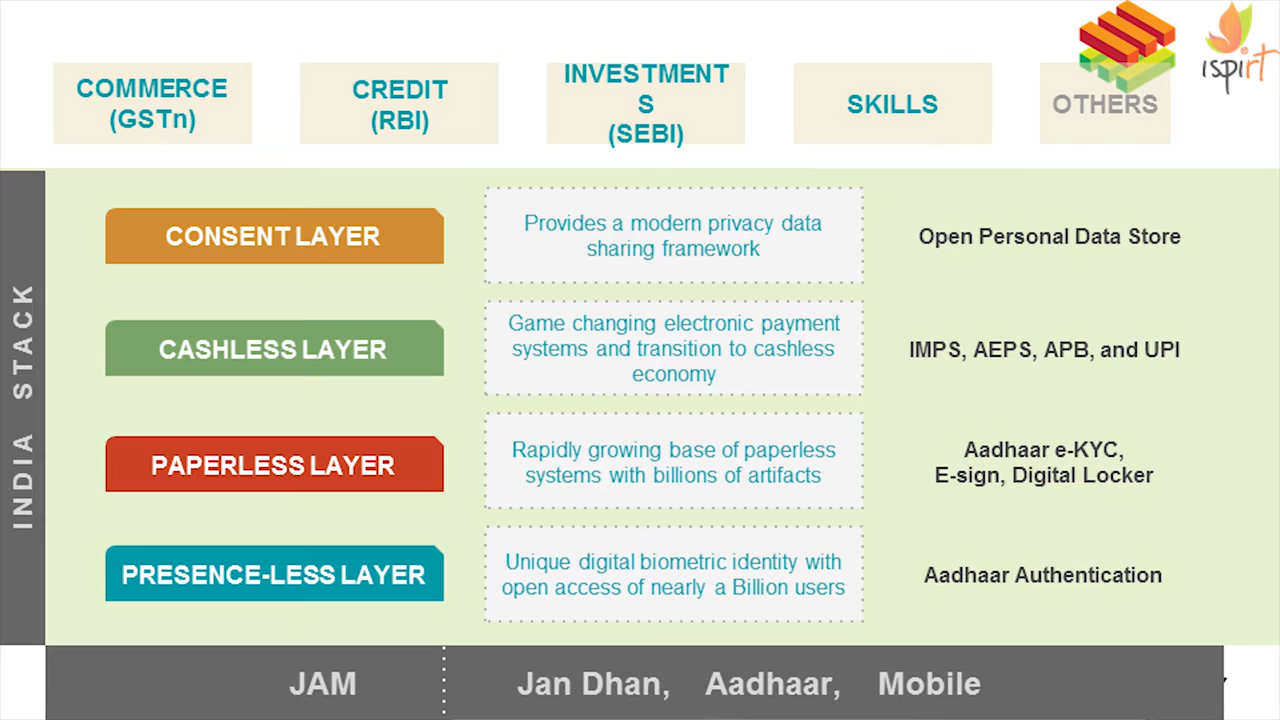 COMMERCE
(GSTn)
CREDIT
(RBI)
INVESTMENT
S
(SEBI)
SKILLS
OTHERS
ispirt
INDIA STACK
CONSENT LAYER
Provides a modern privacy data
sharing framework
Open Personal Data Store
CASHLESS LAYER
Game changing electronic payment
systems and transition to cashless
economy
IMPS, AEPS, APB, and UPI
PAPERLESS LAYER
Rapidly growing base of paperless
systems with billions of artifacts
Aadhaar e-KYC,
E-sign, Digital Locker
PRESENCE-LESS LAYER
Unique digital biometric identity with
open access of nearly a Billion users
Aadhaar Authentication
JAM
Jan Dhan, Aadhaar, Mobile